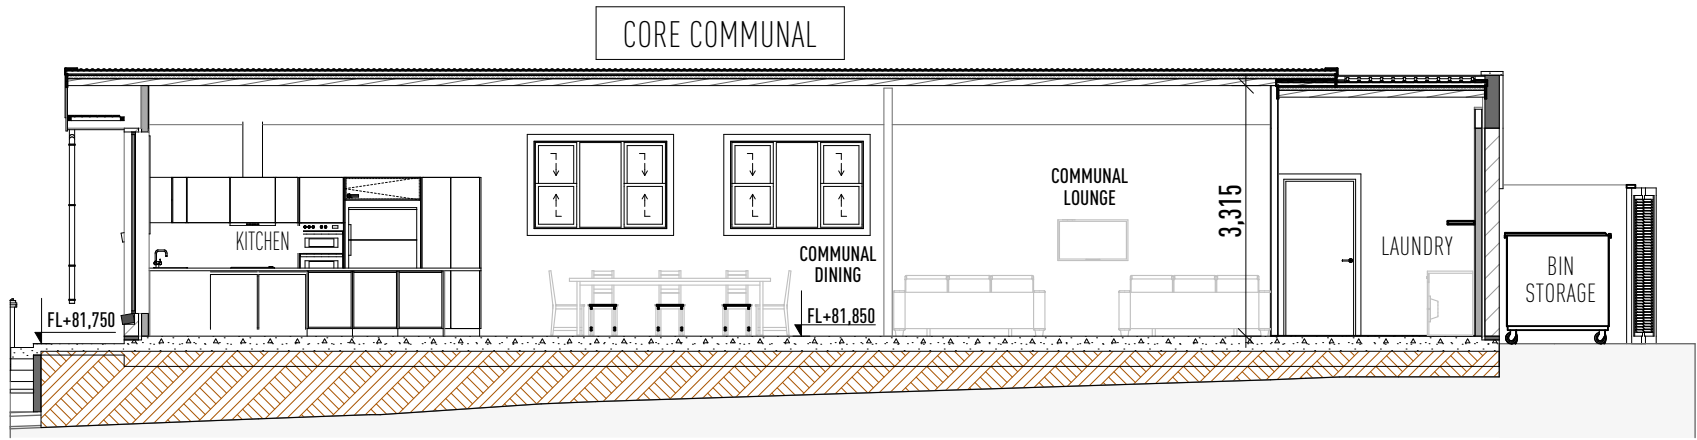 CORE COMMUNAL
COMMUNAL
LOUNGE
3,315
KITCHEN
COMMUNAL
DINING
LAUNDRY
BIN
STORAGE
FL+81,750
FL+81,850